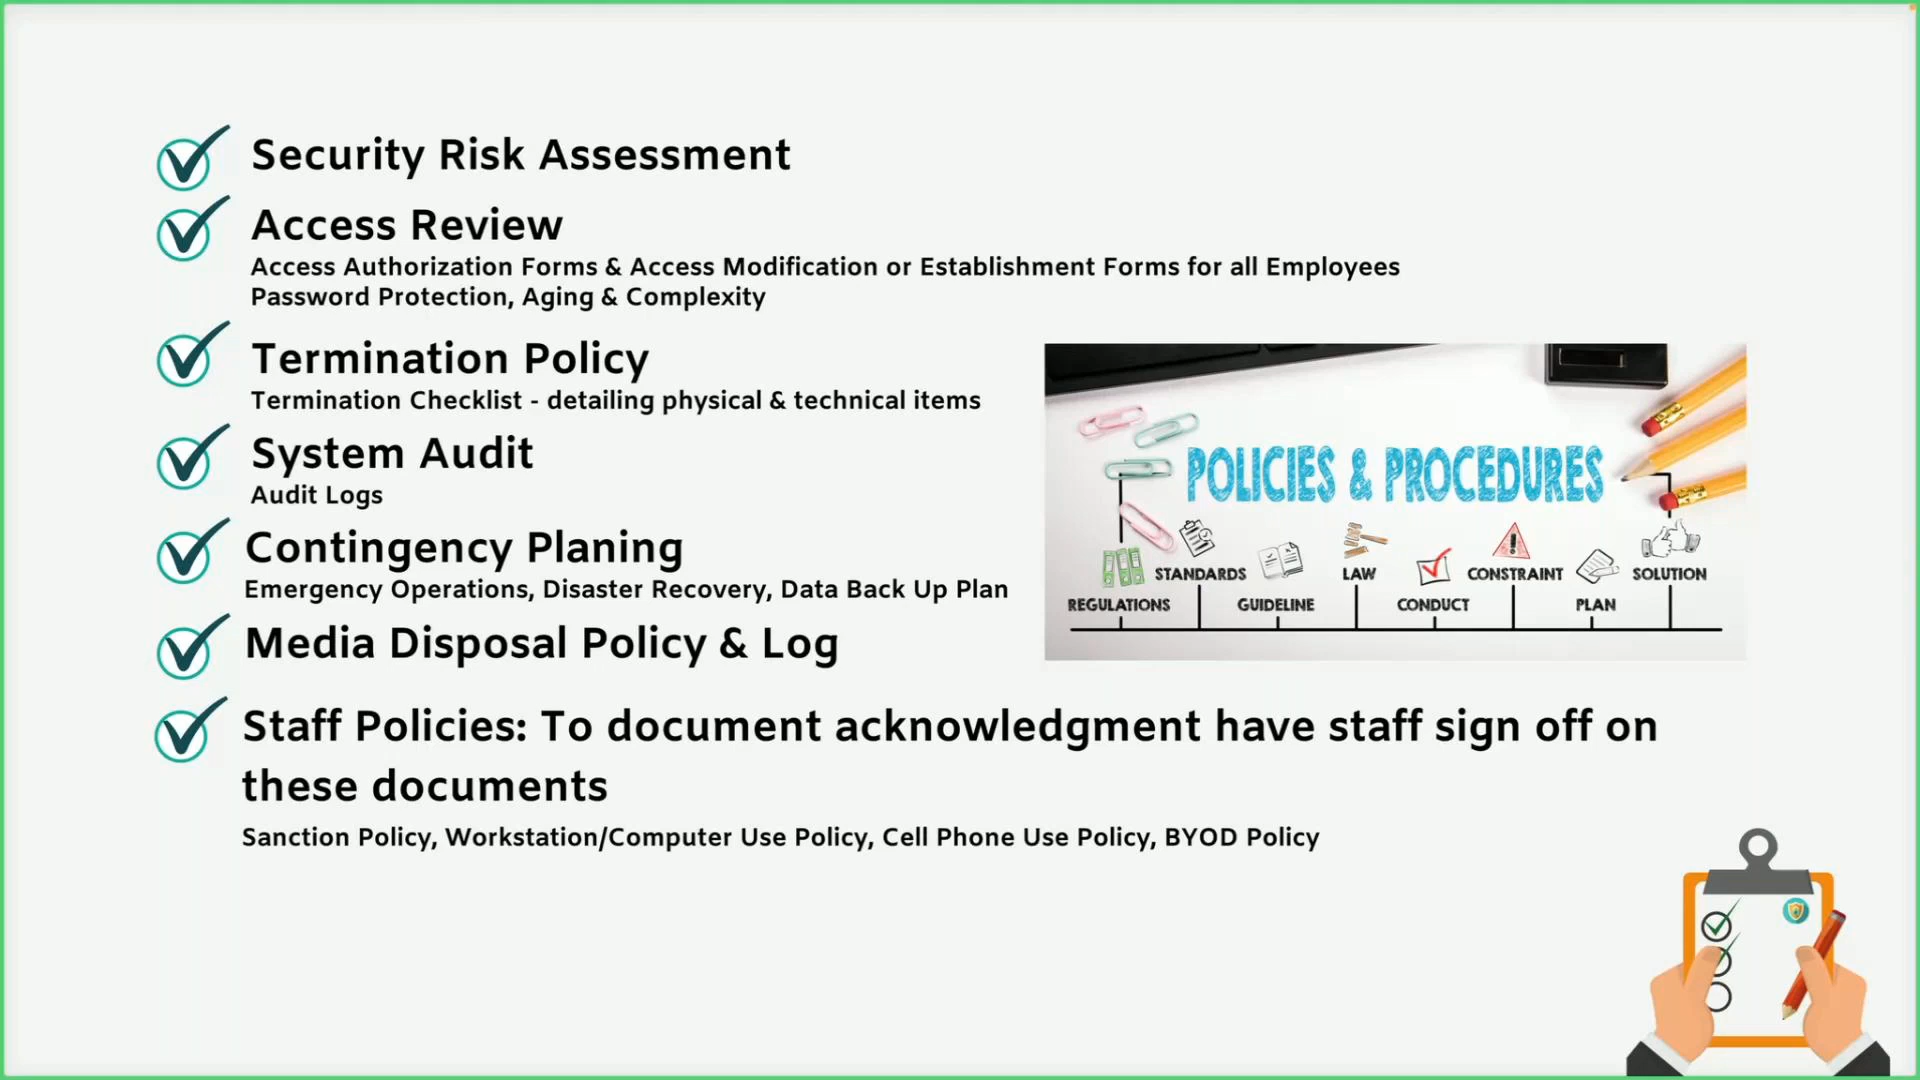 Security Risk Assessment
Access Review
Access Authorization Forms & Access Modification or Establishment Forms for all Employees
Password Protection, Aging & Complexity
Termination Policy
Termination Checklist - detailing physical & technical items
System Audit
Audit Logs
Contingency Planing
Emergency Operations, Disaster Recovery, Data Back Up Plan
Media Disposal Policy & Log
Staff Policies: To document acknowledgment have staff sign off on
these documents
Sanction Policy, Workstation/Computer Use Policy, Cell Phone Use Policy, BYOD Policy
POLICIES & PROCEDURES
STANDARDS LAW CONSTRAINT SOLUTION
REGULATIONS GUIDELINE CONDUCT PLAN